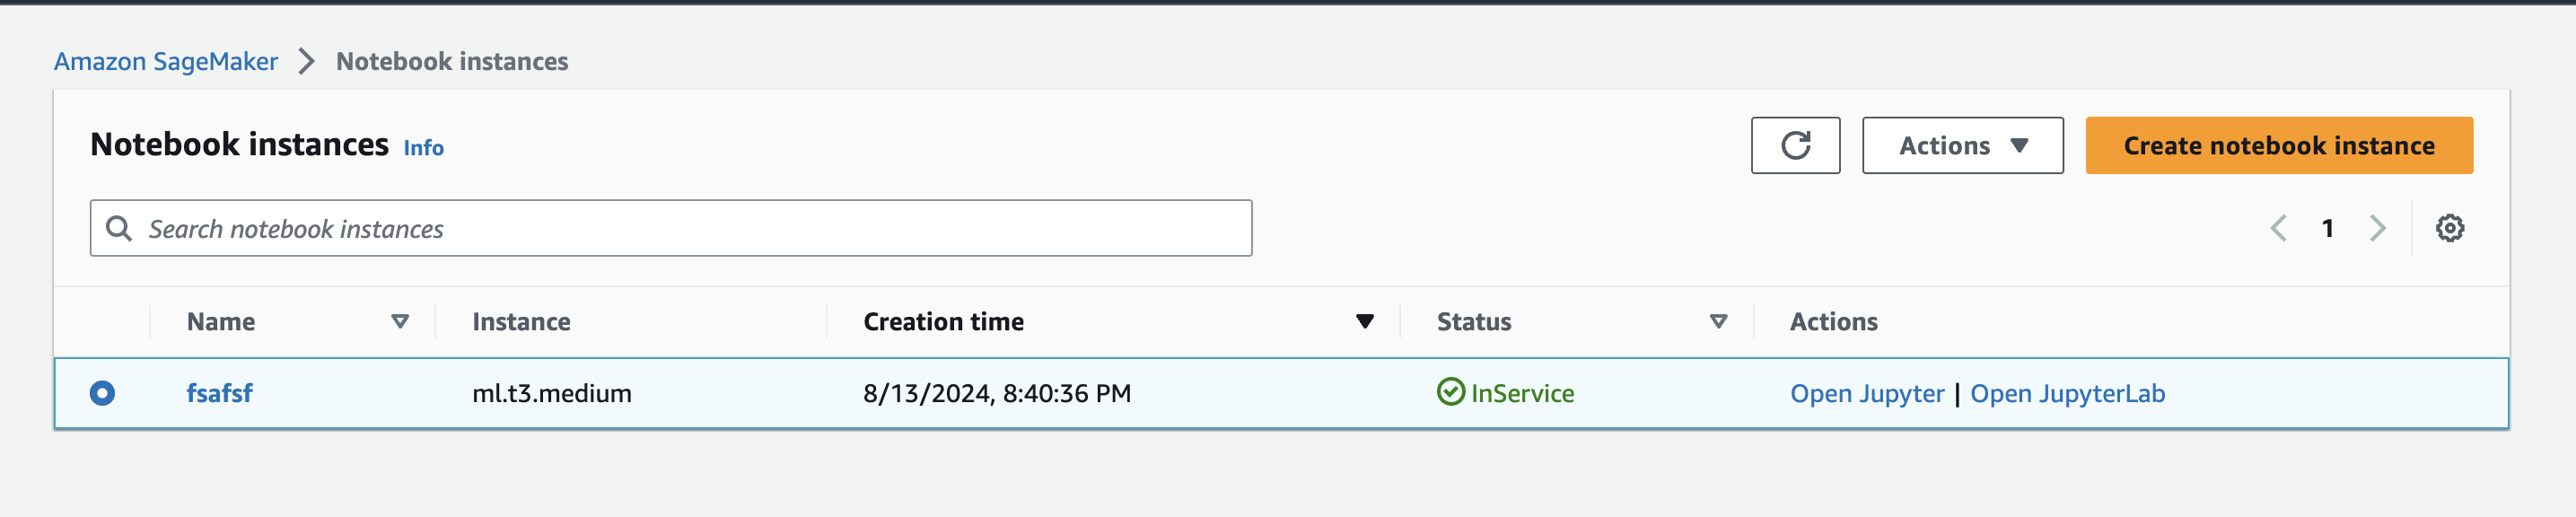 Amazon SageMaker > Notebook instances
Notebook instances Info
Actions
Create notebook instance
Search notebook instances
1
Name Instance Creation time Status Actions
fsafsf ml.t3.medium 8/13/2024, 8:40:36 PM InService Open Jupyter | Open JupyterLab